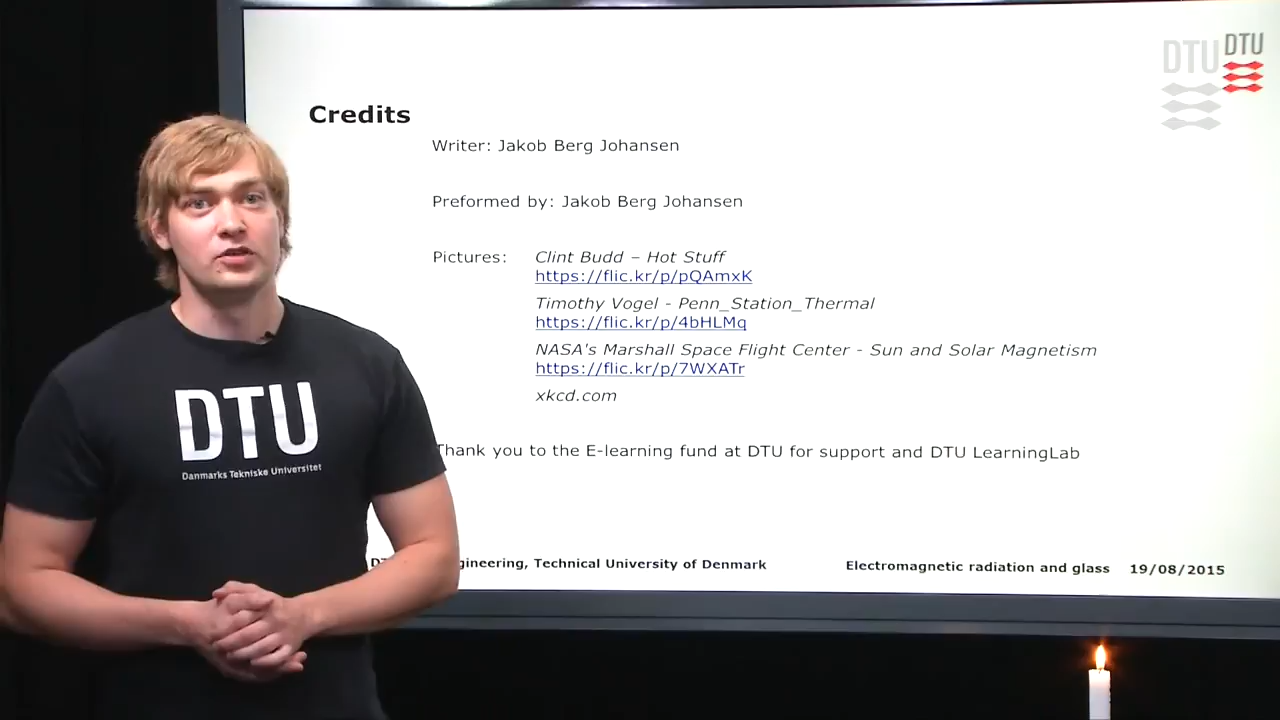 DTU
DTU
Credits
Writer: Jakob Berg Johansen
Preformed by: Jakob Berg Johansen
Pictures: Clint Budd – Hot Stuff
https://flic.kr/p/pQAmxK
Timothy Vogel - Penn_Station_Thermal
https://flic.kr/p/4bHLMq
NASA's Marshall Space Flight Center - Sun and Solar Magnetism
https://flic.kr/p/7WXATr
xkcd.com
Thank you to the E-learning fund at DTU for support and DTU LearningLab
Technical University of Denmark
Electromagnetic radiation and glass 19/08/2015
DTU
Danmarks Tekniske Universitet